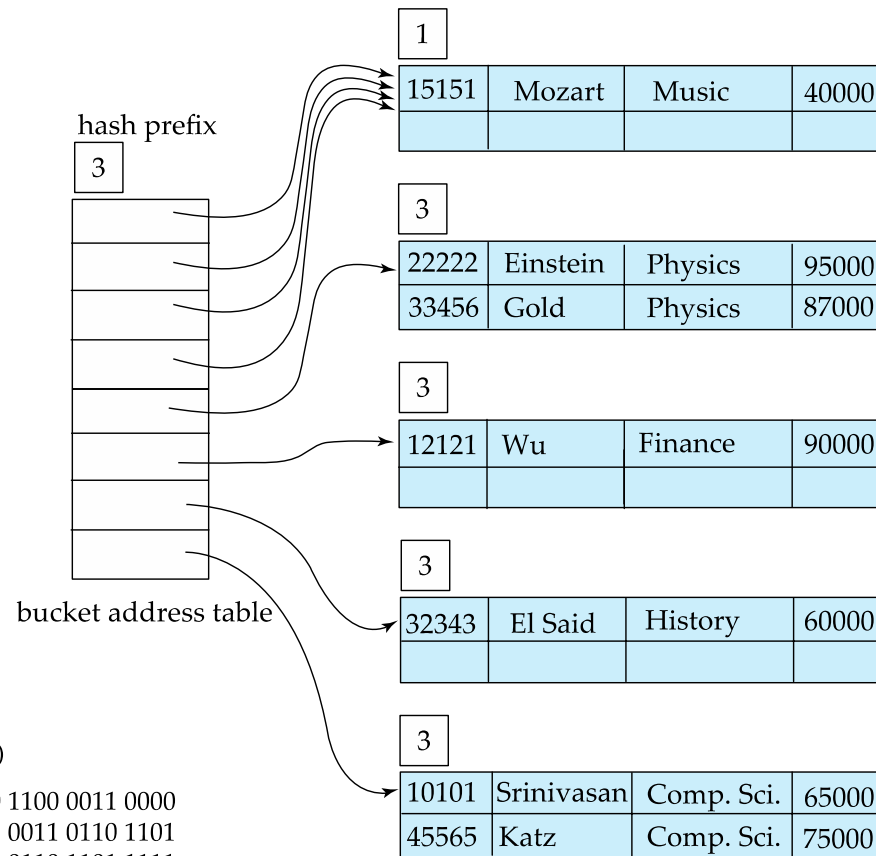 hash prefix
3
bucket address table
1
15151 Mozart Music 40000
3
22222 Einstein Physics 95000
33456 Gold Physics 87000
3
12121 Wu Finance 90000
3
32343 El Said History 60000
3
10101 Srinivasan Comp. Sci. 65000
45565 Katz Comp. Sci. 75000
)
1100 0011 0000
0011 0110 1101